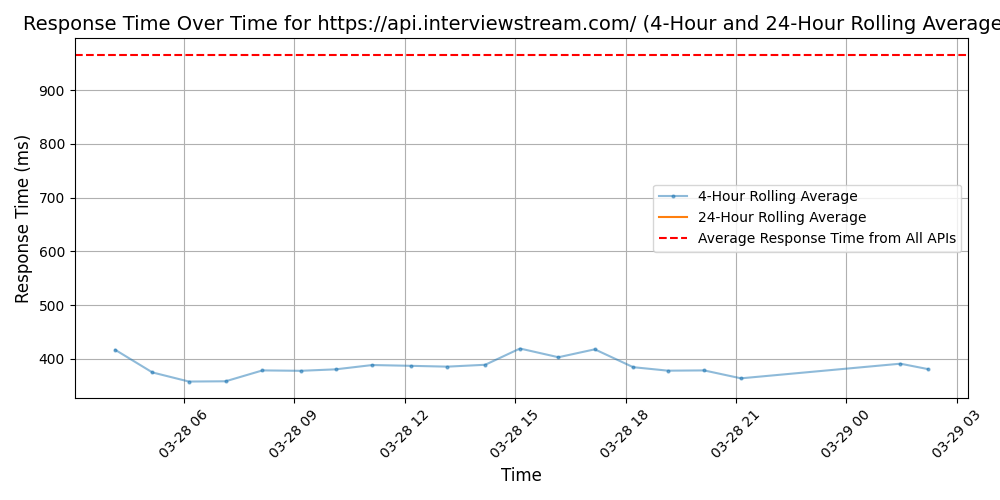 Response Time Over Time for https://api.interviewstream.com/ (4-Hour and 24-Hour Rolling Average
Response Time (ms)
900
800
700
600
500
400
4-Hour Rolling Average
24-Hour Rolling Average
Average Response Time from All APIs
03-28 06
03-28 09
03-28 12
03-28 15
03-28 18
03-28 21
03-29 00
03-29 03
Time